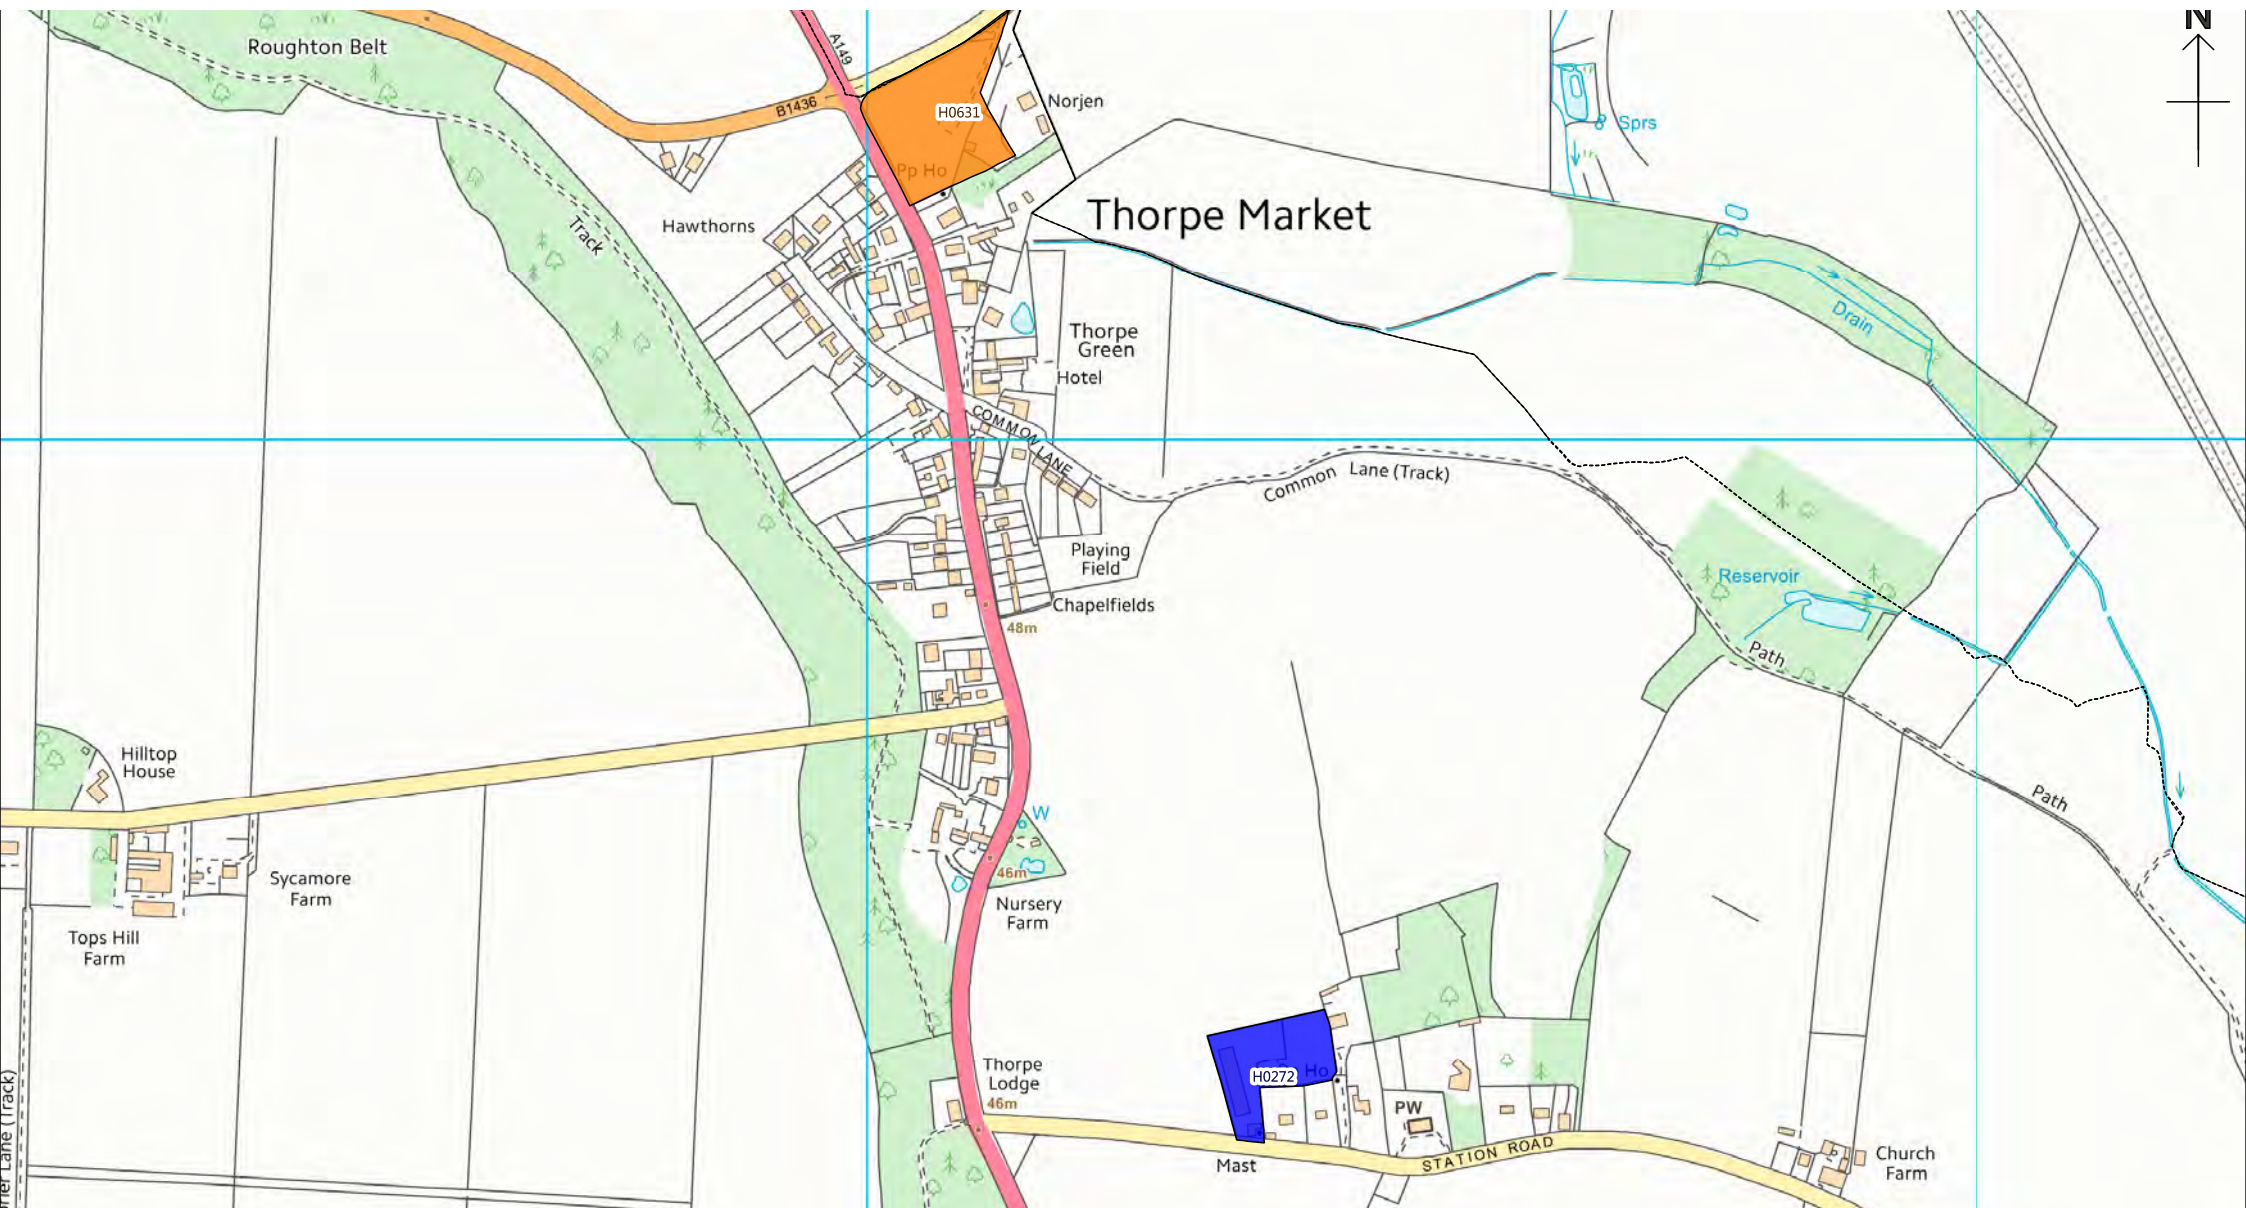 N
Roughton Belt
A149
B1436
H0631
Norjen
Sprs
Pp Ho
Thorpe Market
Hawthorns
Track
Drain
Thorpe
Green
Hotel
COMMON LANE
Common Lane (Track)
Playing
Field
Reservoir
Chapelfields
48m
Path
Hilltop
House
Path
W
Sycamore
Farm
46m
Nursery
Farm
Tops Hill
Farm
Thorpe
Lodge
46m
H0272
Ho
PW
Mast
STATION ROAD
Church
Farm
Lane (Track)